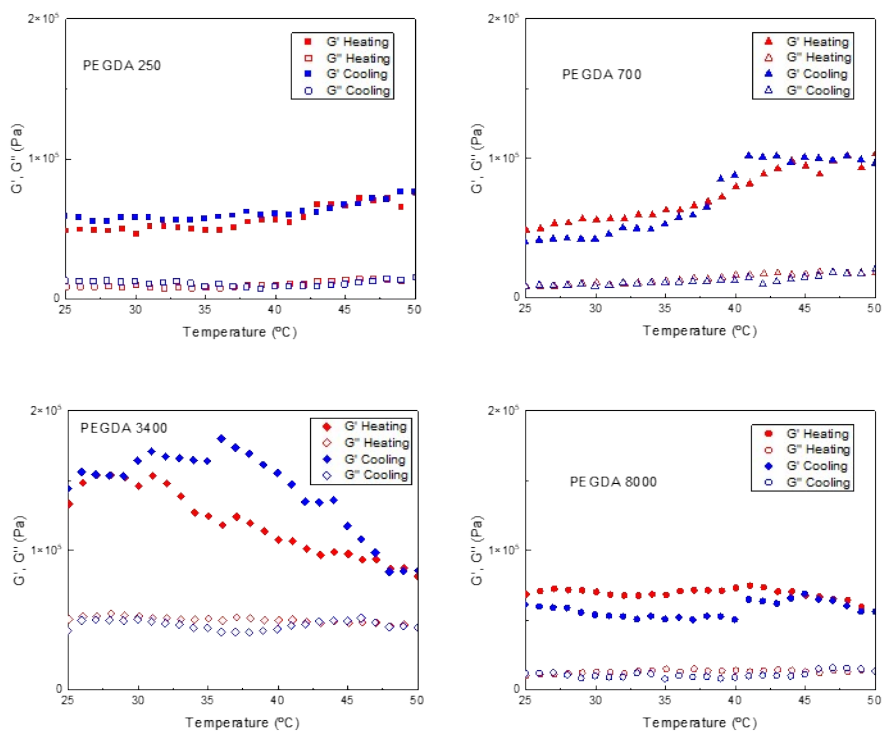 2×10⁵
1×10⁵
0
G', G'' (Pa)
PEGDA 250
G' Heating
G'' Heating
G' Cooling
G'' Cooling
25 30 35 40 45 50
Temperature (ºC)
2×10⁵
1×10⁵
0
G', G'' (Pa)
PEGDA 700
G' Heating
G'' Heating
G' Cooling
G'' Cooling
25 30 35 40 45 50
Temperature (ºC)
2×10⁵
1×10⁵
0
G', G'' (Pa)
PEGDA 3400
G' Heating
G'' Heating
G' Cooling
G'' Cooling
25 30 35 40 45 50
Temperature (ºC)
2×10⁵
1×10⁵
0
G', G'' (Pa)
PEGDA 8000
G' Heating
G'' Heating
G' Cooling
G'' Cooling
25 30 35 40 45 50
Temperature (ºC)